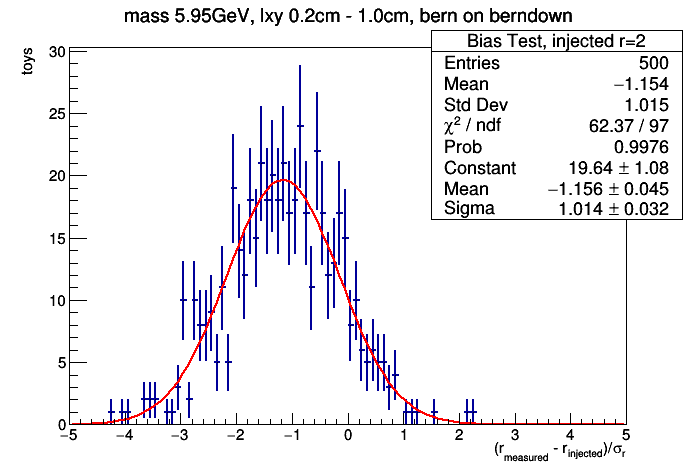 mass 5.95GeV, lxy 0.2cm - 1.0cm, bern on berndown
Bias Test, injected r=2
Entries 500
Mean −1.154
Std Dev 1.015
χ² / ndf 62.37 / 97
Prob 0.9976
Constant 19.64 ± 1.08
Mean −1.156 ± 0.045
Sigma 1.014 ± 0.032
toys
30
25
20
15
10
5
0
−5 −4 −3 −2 −1 0 1 2 3 4 5
(r_measured - r_injected)/σ_r